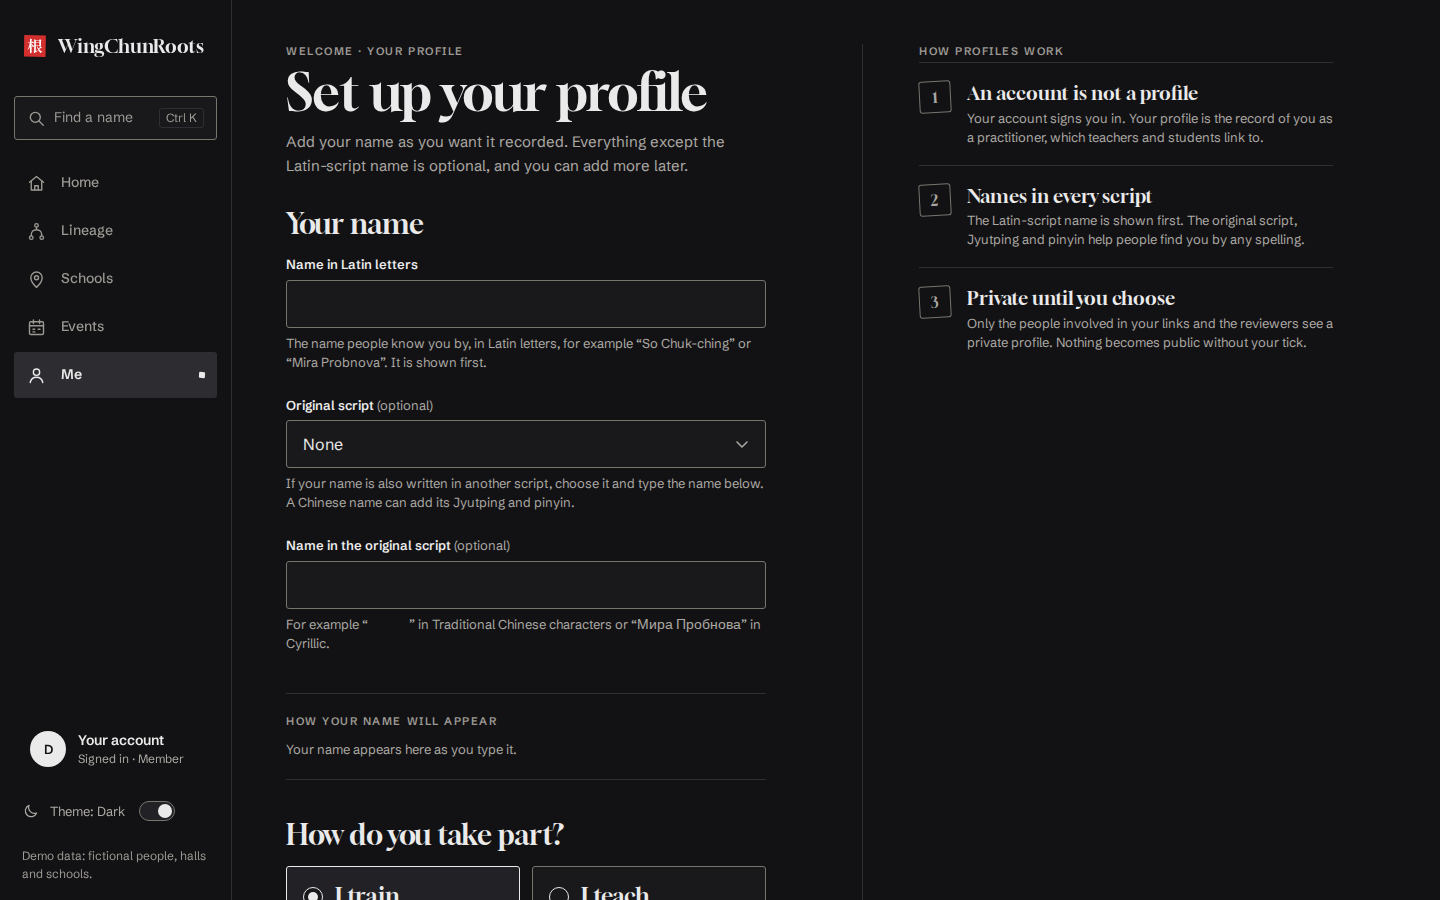 根 WingChunRoots
Find a name Ctrl K
Home
Lineage
Schools
Events
Me
D
Your account
Signed in · Member
Theme: Dark
Demo data: fictional people, halls
and schools.
WELCOME · YOUR PROFILE
Set up your profile
Add your name as you want it recorded. Everything except the
Latin-script name is optional, and you can add more later.
Your name
Name in Latin letters
The name people know you by, in Latin letters, for example “So Chuk-ching” or
“Mira Probnova”. It is shown first.
Original script (optional)
None
If your name is also written in another script, choose it and type the name below.
A Chinese name can add its Jyutping and pinyin.
Name in the original script (optional)
For example “ ” in Traditional Chinese characters or “Мира Пробнова” in
Cyrillic.
HOW YOUR NAME WILL APPEAR
Your name appears here as you type it.
How do you take part?
I train I teach
HOW PROFILES WORK
1 An account is not a profile
Your account signs you in. Your profile is the record of you as
a practitioner, which teachers and students link to.
2 Names in every script
The Latin-script name is shown first. The original script,
Jyutping and pinyin help people find you by any spelling.
3 Private until you choose
Only the people involved in your links and the reviewers see a
private profile. Nothing becomes public without your tick.